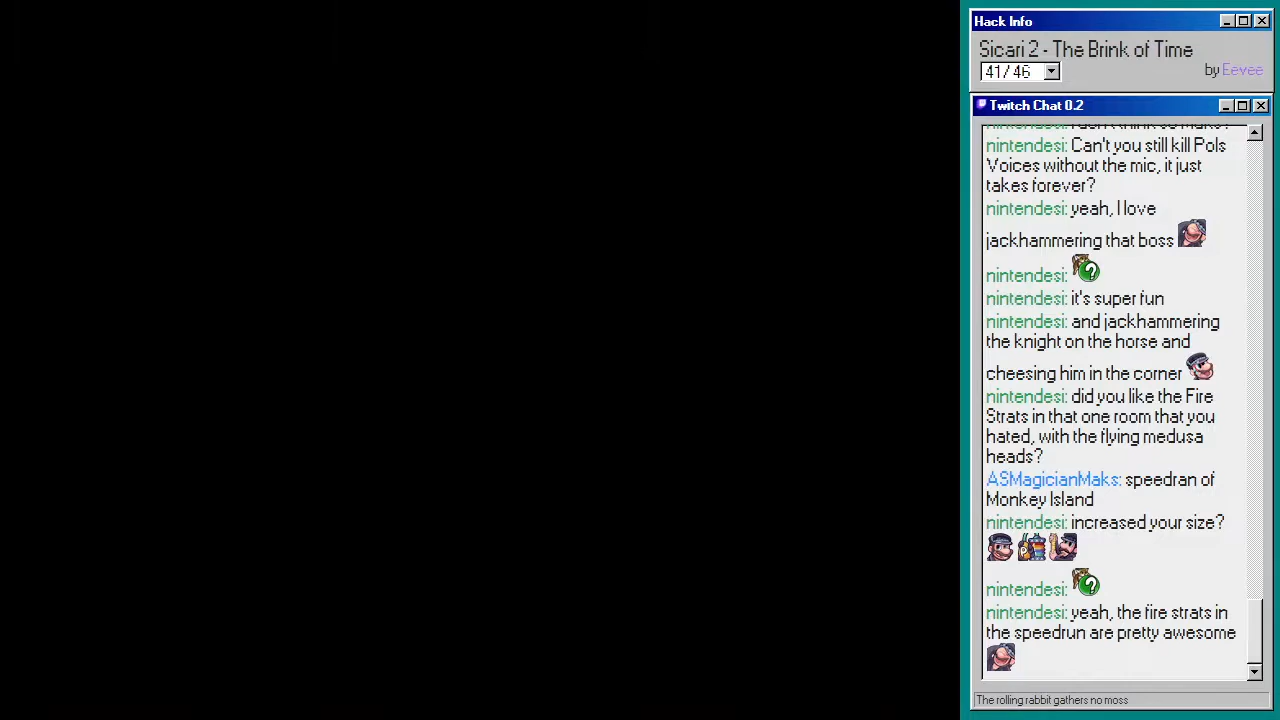 Hack Info
Sicari 2 - The Brink of Time
41/46
by Eevee
Twitch Chat 0.2
nintendesi: Can't you still kill Pols
Voices without the mic, it just
takes forever?
nintendesi: yeah, I love
jackhammering that boss
nintendesi:
nintendesi: it's super fun
nintendesi: and jackhammering
the knight on the horse and
cheesing him in the corner
nintendesi: did you like the Fire
Strats in that one room that you
hated, with the flying medusa
heads?
ASMagicianMaks: speedran of
Monkey Island
nintendesi: increased your size?
nintendesi:
nintendesi: yeah, the fire strats in
the speedrun are pretty awesome
The rolling rabbit gathers no moss